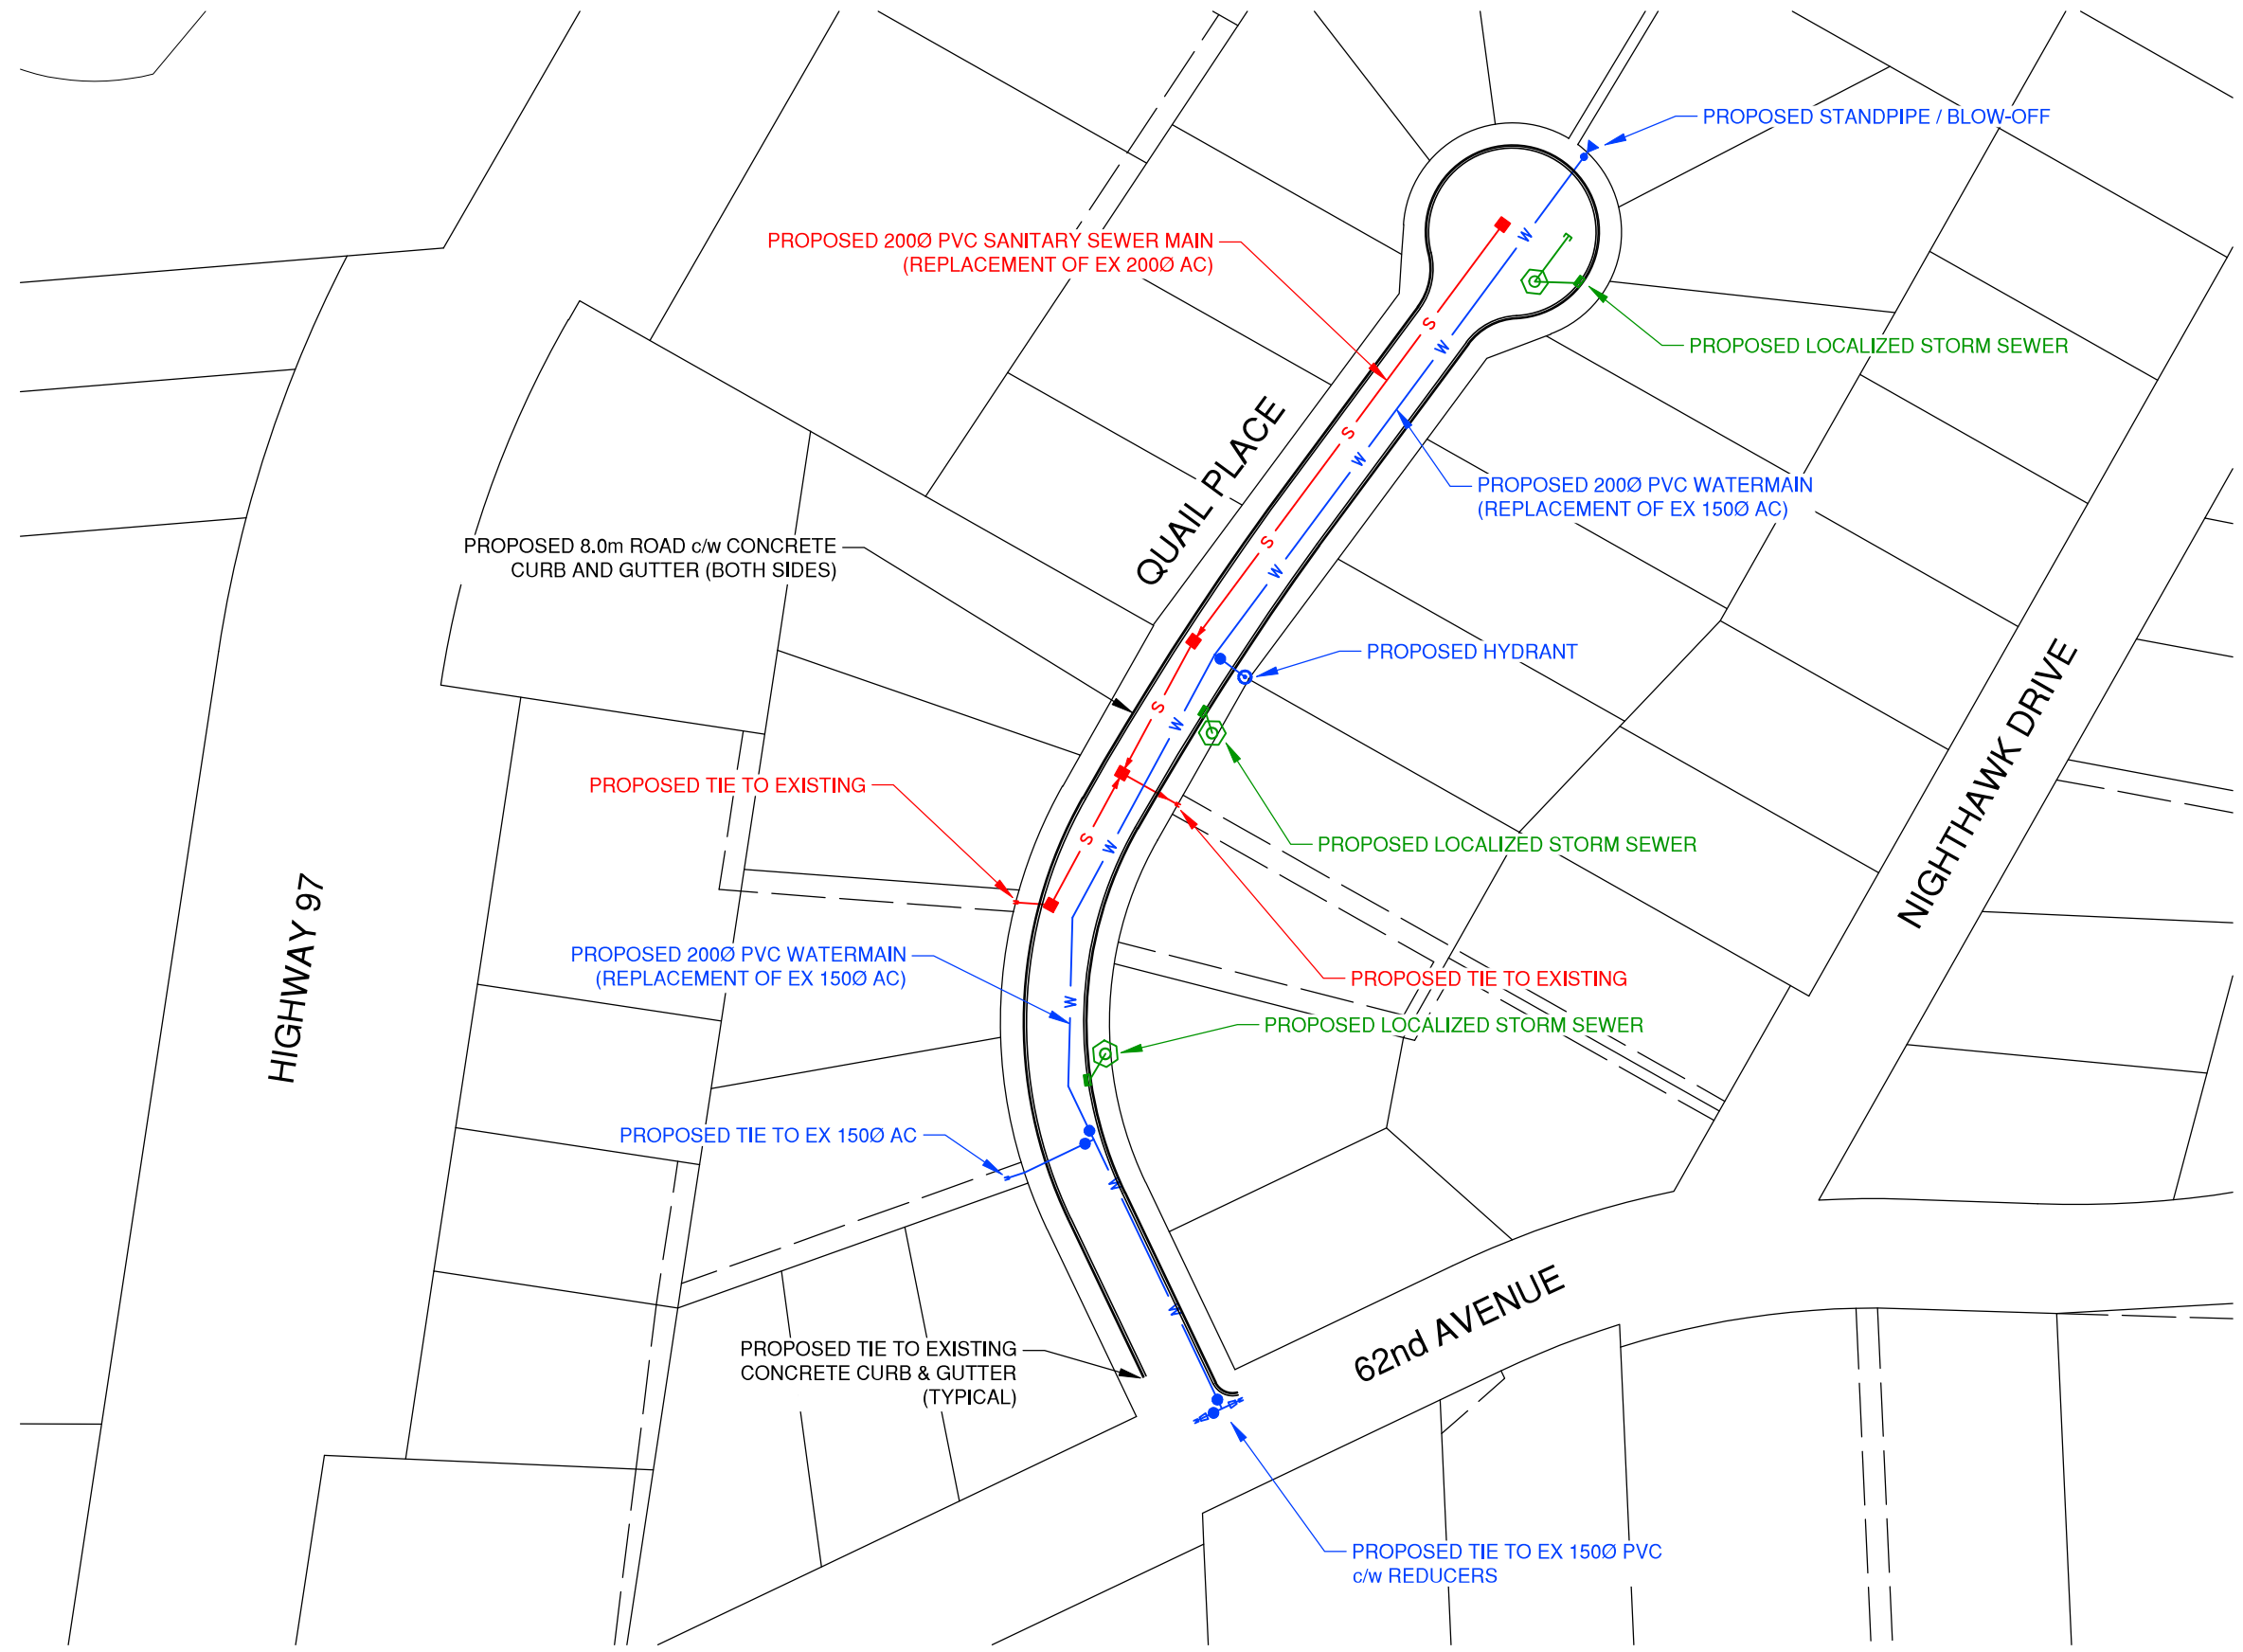 PROPOSED STANDPIPE / BLOW-OFF
PROPOSED 200Ø PVC SANITARY SEWER MAIN
(REPLACEMENT OF EX 200Ø AC)
W
S
W
PROPOSED LOCALIZED STORM SEWER
QUAIL PLACE
S
W
PROPOSED 200Ø PVC WATERMAIN
(REPLACEMENT OF EX 150Ø AC)
PROPOSED 8.0m ROAD c/w CONCRETE
CURB AND GUTTER (BOTH SIDES)
S
W
PROPOSED HYDRANT
S
W
NIGHTHAWK DRIVE
PROPOSED TIE TO EXISTING
S
W
PROPOSED LOCALIZED STORM SEWER
HIGHWAY 97
PROPOSED 200Ø PVC WATERMAIN
(REPLACEMENT OF EX 150Ø AC)
PROPOSED TIE TO EXISTING
W
PROPOSED LOCALIZED STORM SEWER
PROPOSED TIE TO EX 150Ø AC
W
W
62nd AVENUE
PROPOSED TIE TO EXISTING
CONCRETE CURB & GUTTER
(TYPICAL)
PROPOSED TIE TO EX 150Ø PVC
c/w REDUCERS